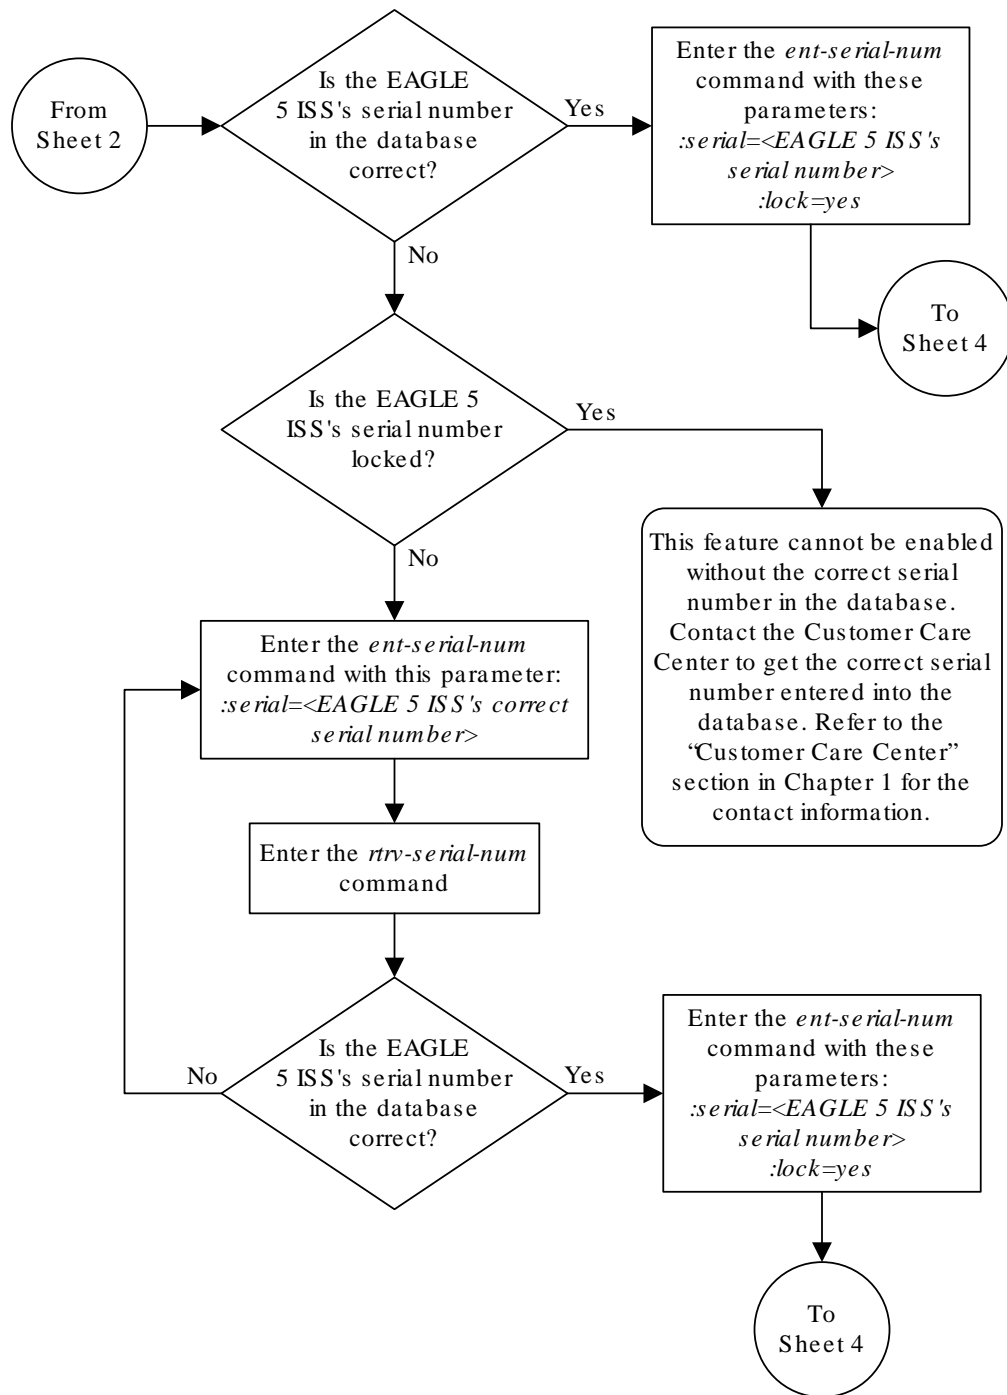 From
Sheet 2
Is the EAGLE
5 ISS's serial number
in the database
correct?
Yes
Enter the ent-serial-num
command with these
parameters:
:serial=<EAGLE 5 ISS's
serial number>
:lock=yes
No
To
Sheet 4
Is the EAGLE 5
ISS's serial number
locked?
Yes
No
This feature cannot be enabled
without the correct serial
number in the database.
Contact the Customer Care
Center to get the correct serial
number entered into the
database. Refer to the
“Customer Care Center”
section in Chapter 1 for the
contact information.
Enter the ent-serial-num
command with this parameter:
:serial=<EAGLE 5 ISS's correct
serial number>
Enter the rtrv-serial-num
command
Is the EAGLE
5 ISS's serial number
in the database
correct?
No
Yes
Enter the ent-serial-num
command with these
parameters:
:serial=<EAGLE 5 ISS's
serial number>
:lock=yes
To
Sheet 4